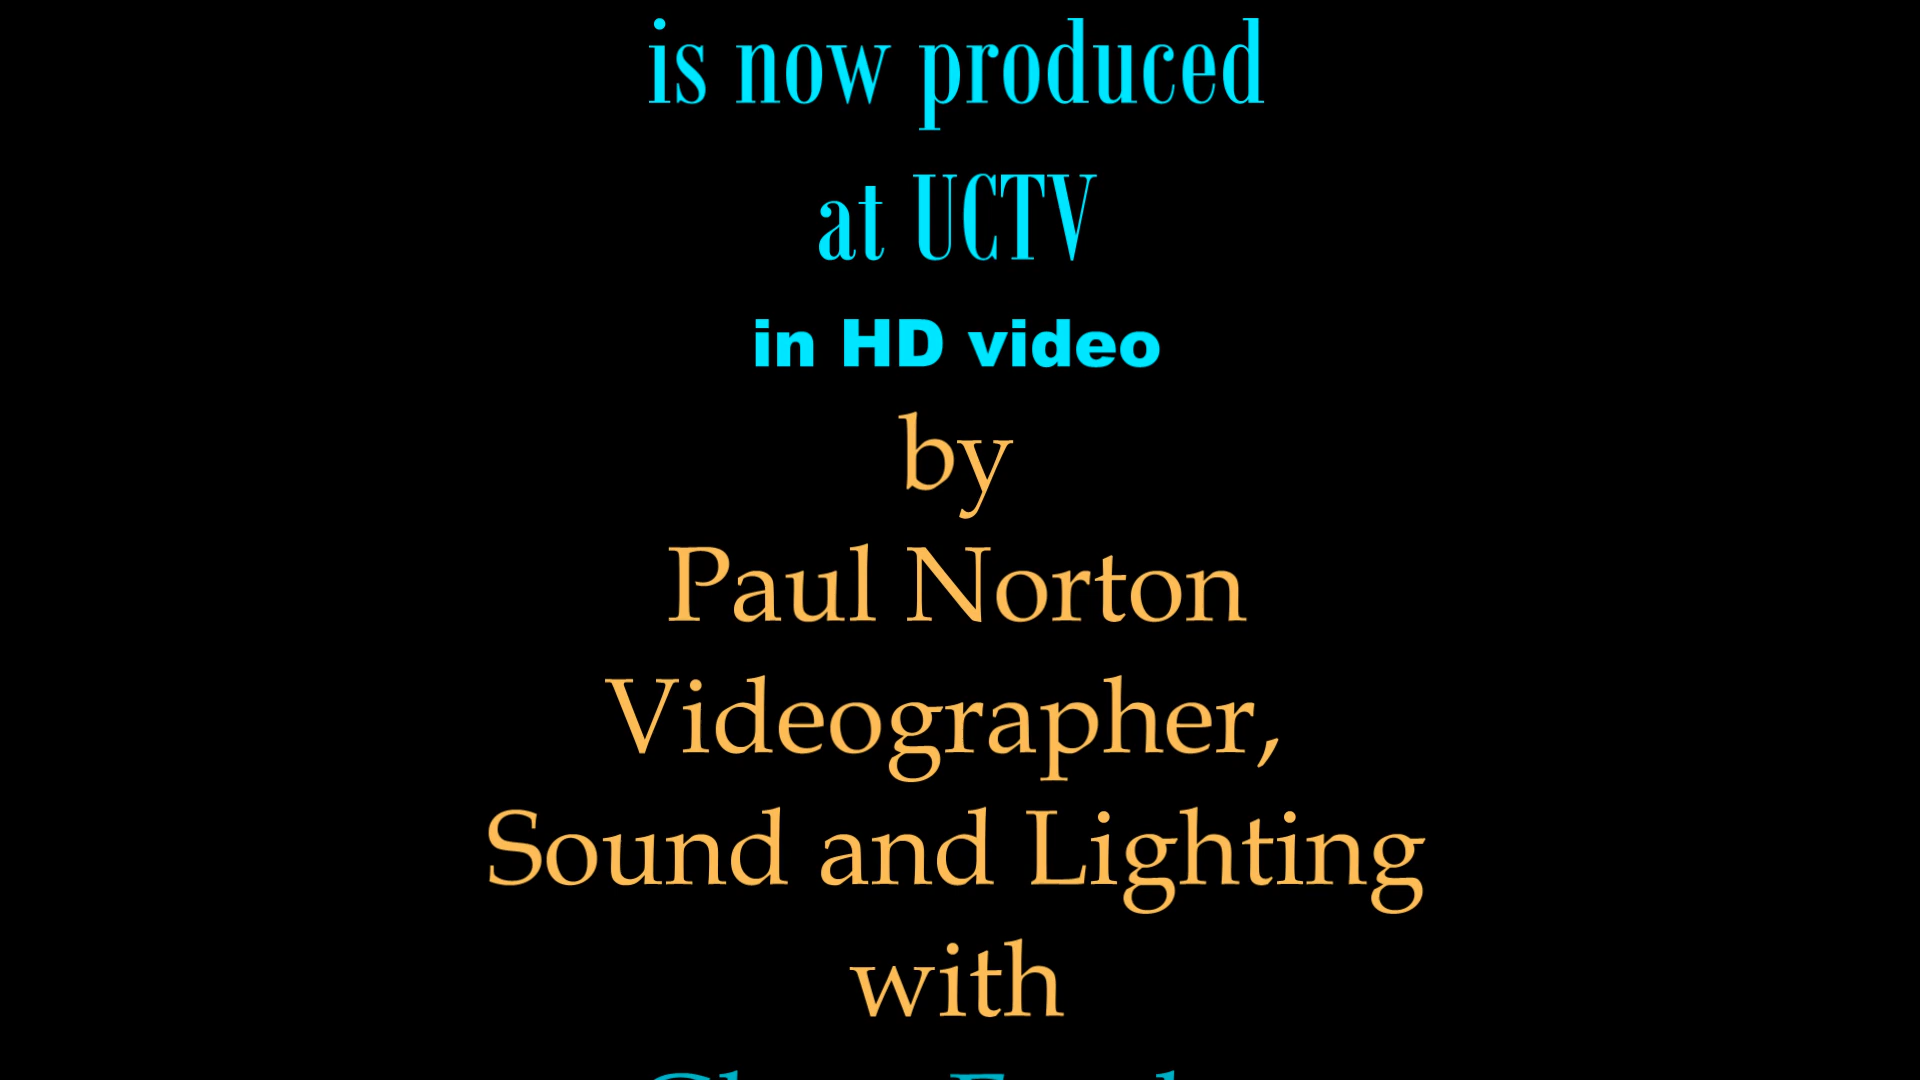 is now produced
at UCTV
in HD video
by
Paul Norton
Videographer,
Sound and Lighting
with